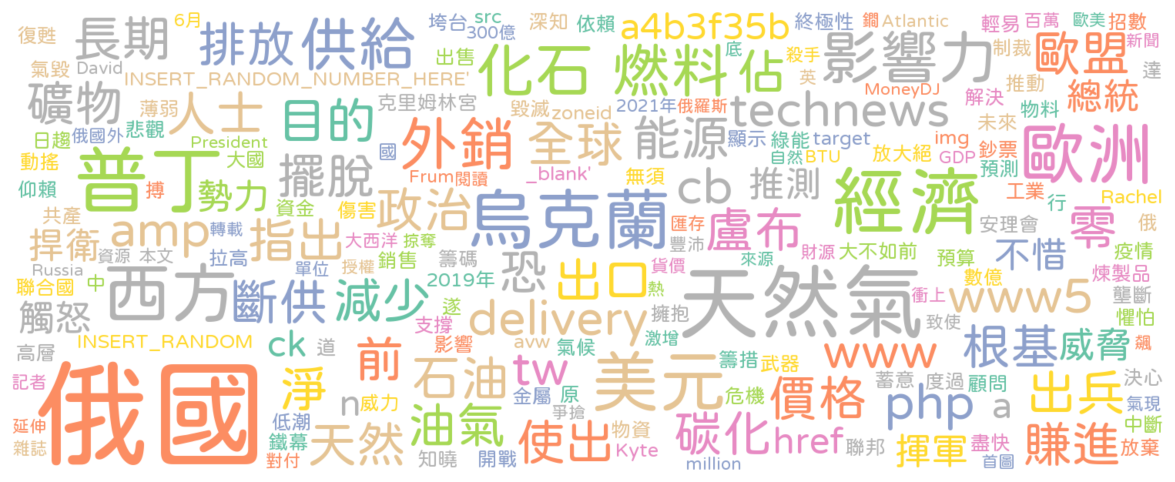 復甦
長期
6月
排放
供給
垮台
src
300億
深知
依賴
a4b3f35b
終極性
鐧
Atlantic
輕易
百萬
歐美
招數
新聞
氣毀
David
INSERT_RANDOM_NUMBER_HERE'
出售
化石
燃料
佔
底
殺手
英
影響力
制裁
推動
歐盟
達
礦物
薄弱
人士
目的
克里姆林宮
毀滅
zoneid
2021年
俄羅斯
technews
MoneyDJ
解決
未來
物料
總統
日趨
俄國外
悲觀
President
大國
外銷
全球
能源
顯示
綠能
target
img
鈔票
動搖
普丁
勢力
擺脫
國
Frum
閱讀
_blank'
無須
自然
BTU
放大絕
GDP
預測
歐洲
仰賴
搏
資金
傷害
政治
烏克蘭
cb
推測
經濟
工業
行
Rachel
共產
捍衛
amp
轉載
指出
大西洋
掠奪
匯存
盧布
財源
大不如前
安理會
零
俄
資源
本文
豐沛
來源
預算
不惜
疫情
Russia
聯合國
中
西方
拉高
斷供
單位
授權
減少
銷售
籌碼
2019年
恐
出口
貨價
熱
天然氣
數億
煉製品
觸怒
遂
支撐
delivery
擁抱
激增
衝上
致使
www5
壟斷
懼怕
高層
INSERT_RANDOM
ck
道
前
影響
avw
氣候
籌措
武器
www
根基
威脅
飆
記者
俄國
淨
n
威力
石油
tw
金屬
原
美元
危機
價格
蓄意
度過
顧問
出兵
決心
氣現
延伸
雜誌
低潮
鐵幕
對付
天然
油氣
爭搶
使出
物資
碳化
href
php
a
中斷
放棄
知曉
開戰
Kyte
million
聯邦
揮軍
盡快
首圖
賺進